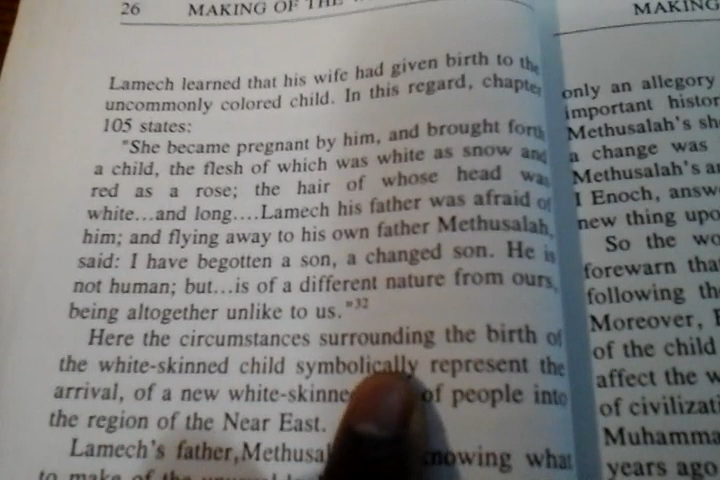 26 MAKING OF THE
Lamech learned that his wife had given birth to the
uncommonly colored child. In this regard, chapter
105 states:
"She became pregnant by him, and brought forth
a child, the flesh of which was white as snow and
red as a rose; the hair of whose head was
white...and long....Lamech his father was afraid of
him; and flying away to his own father Methusalah,
said: I have begotten a son, a changed son. He is
not human; but...is of a different nature from ours,
being altogether unlike to us."32
Here the circumstances surrounding the birth of
the white-skinned child symbolically represent the
arrival, of a new white-skinne of people into
the region of the Near East.
Lamech's father, Methusal knowing what
to make of the
MAKING
only an allegory
important histor
Methusalah's sh
a change was
Methusalah's an
I Enoch, answ
new thing upo
So the wo
forewarn that
following th
Moreover,
of the child
affect the w
of civilizati
Muhamma
years ago